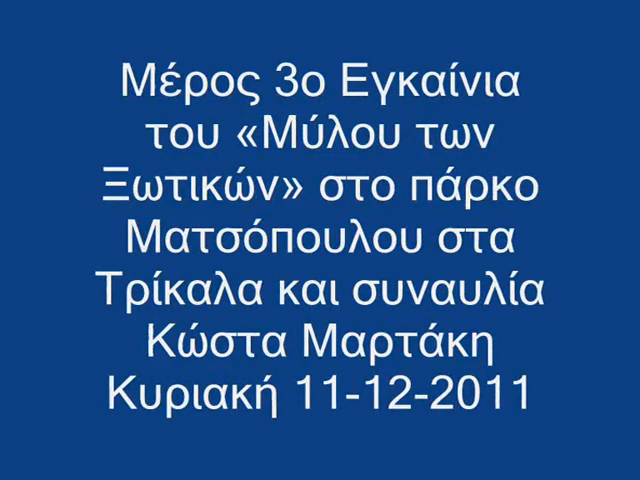 Μέρος 3ο Εγκαίνια
του «Μύλου των
Ξωτικών» στο πάρκο
Ματσόπουλου στα
Τρίκαλα και συναυλία
Κώστα Μαρτάκη
Κυριακή 11-12-2011